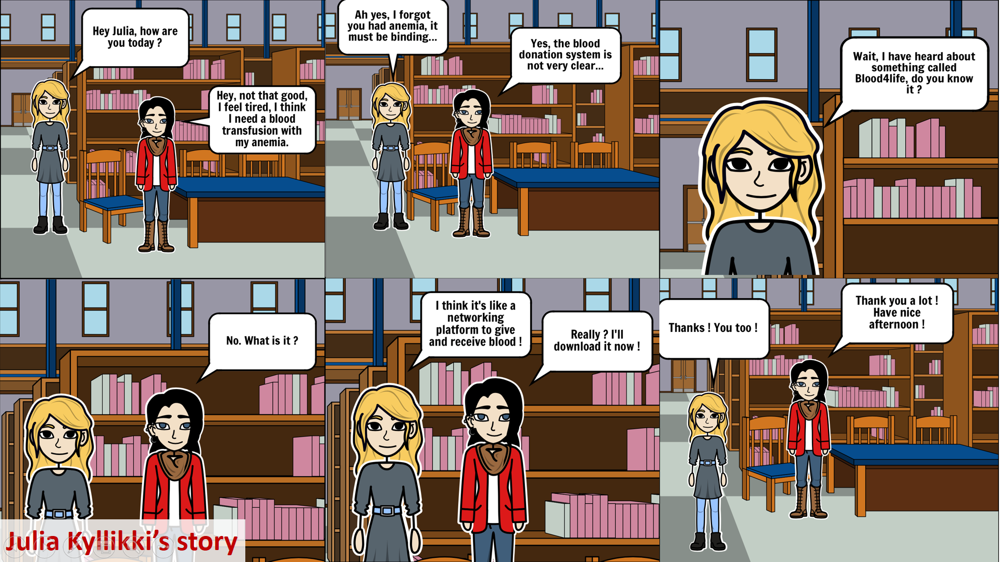 Hey Julia, how are
you today ?
Hey, not that good,
I feel tired, I think
I need a blood
transfusion with
my anemia.
Ah yes, I forgot
you had anemia, it
must be binding...
Yes, the blood
donation system is
not very clear...
Wait, I have heard about
something called
Blood4life, do you know
it ?
No. What is it ?
I think it's like a
networking
platform to give
and receive blood !
Really ? I'll
download it now !
Thanks ! You too !
Thank you a lot !
Have nice
afternoon !
Julia Kyllikki’s story